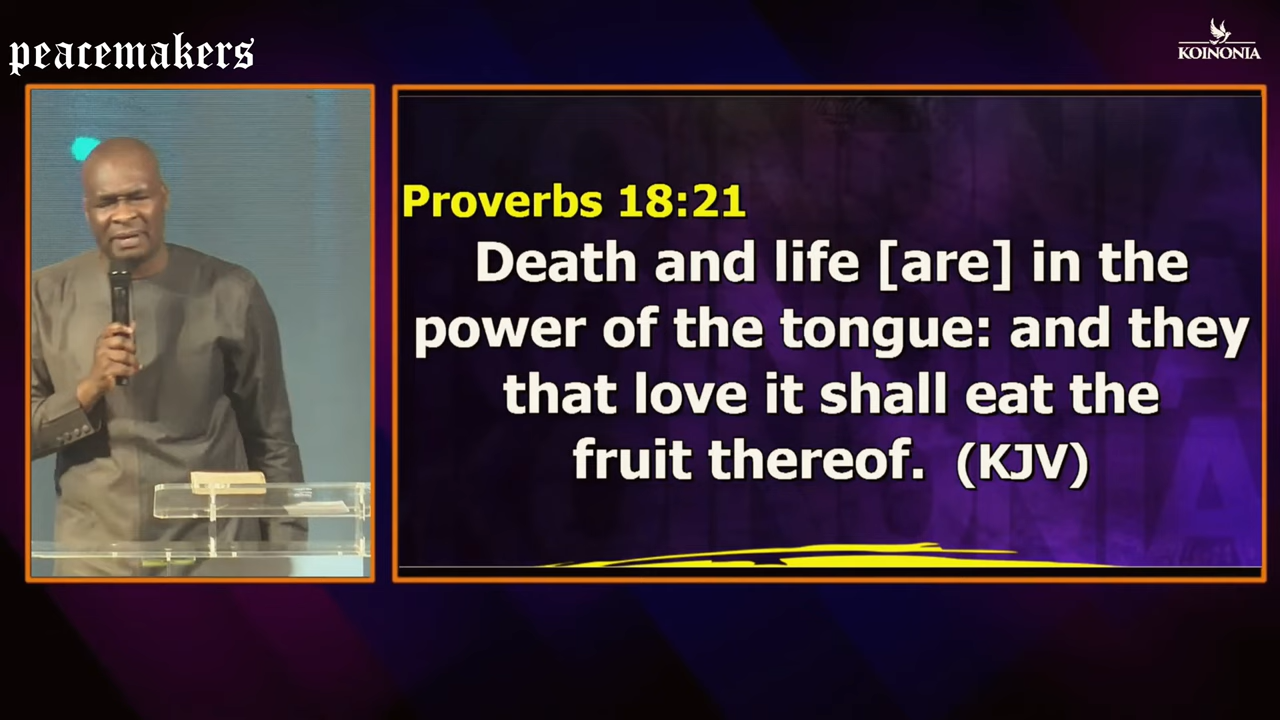 peacemakers
KOINONIA
Proverbs 18:21
Death and life [are] in the
power of the tongue: and they
that love it shall eat the
fruit thereof. (KJV)